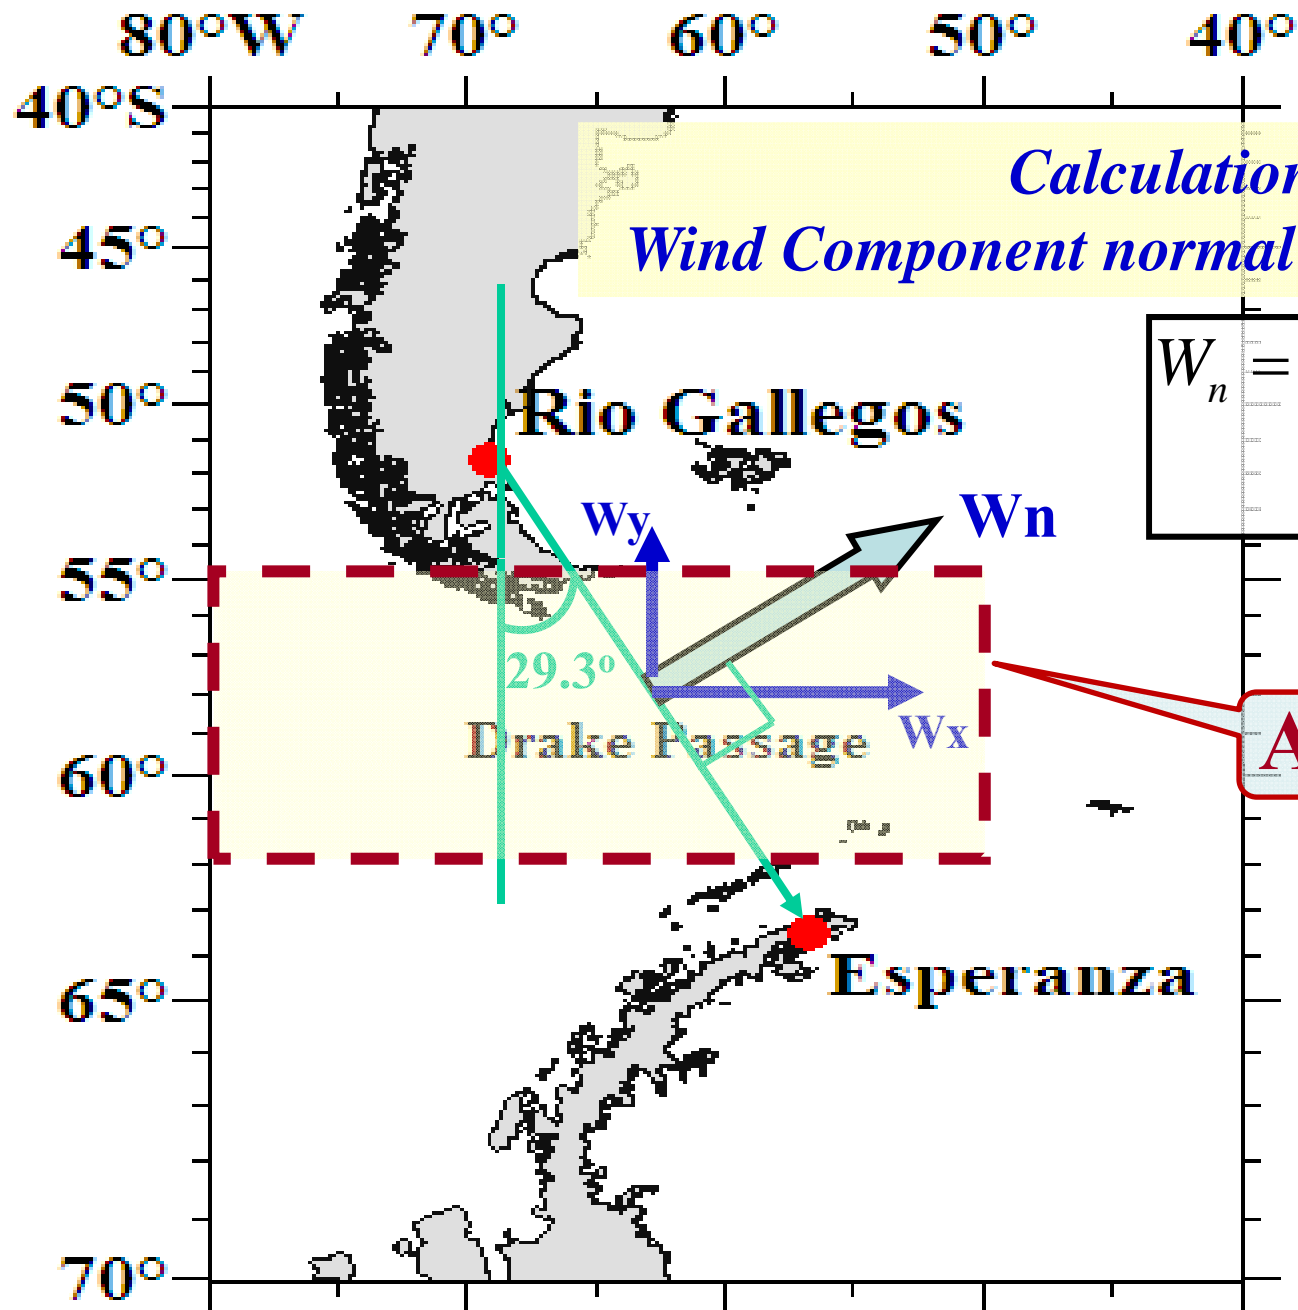 80°W 70° 60° 50° 40°
40°S
Calculation
45°
Wind Component normal
Wn =
50°
Rio Gallegos
Wy
Wn
55°
29.3°
Wx
Drake Passage
A
60°
Esperanza
65°
70°